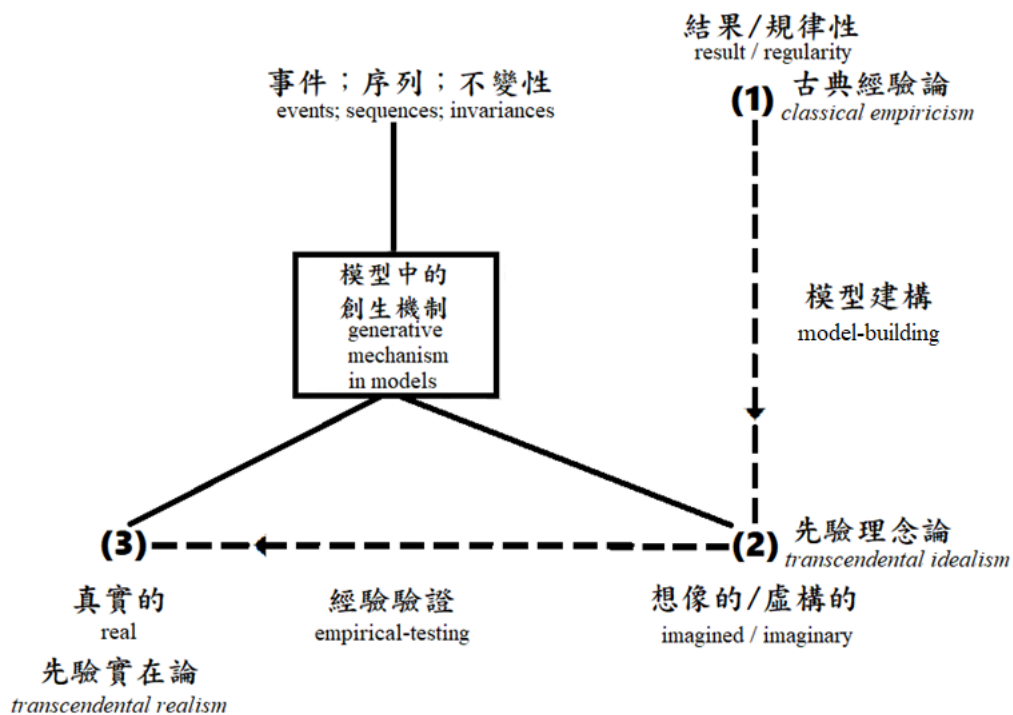 結果/規律性
result / regularity
事件；序列；不變性
events; sequences; invariances
(1) 古典經驗論
classical empiricism
模型中的
創生機制
generative
mechanism
in models
模型建構
model-building
(3)
(2) 先驗理念論
transcendental idealism
真實的
real
經驗驗證
empirical-testing
想像的/虛構的
imagined / imaginary
先驗實在論
transcendental realism